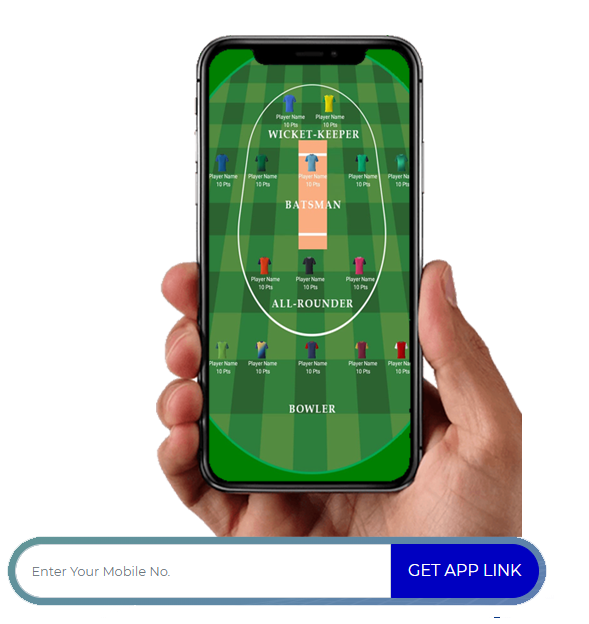 Player Name Player Name
10 Pts 10 Pts
WICKET-KEEPER
Player Name Player Name Player Name Player Name Player Na
10 Pts 10 Pts 10 Pts 10 Pts 10 Pts
BATSMAN
Player Name Player Name Player Name
10 Pts 10 Pts 10 Pts
ALL-ROUNDER
Player Name Player Name Player Name Player Name Player Na
10 Pts 10 Pts 10 Pts 10 Pts 10 Pts
BOWLER
Enter Your Mobile No. GET APP LINK